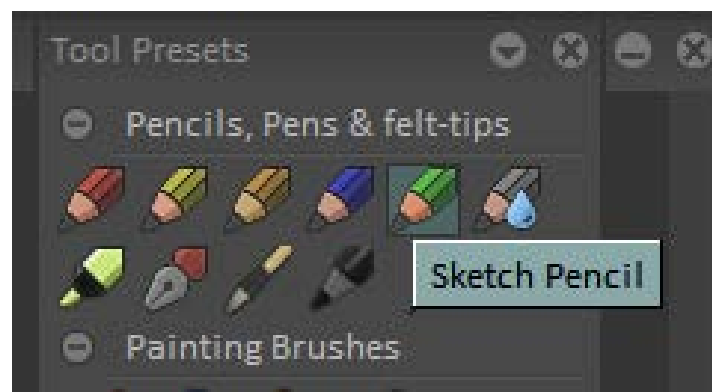 Tool Presets
Pencils, Pens & felt-tips
Sketch Pencil
Painting Brushes